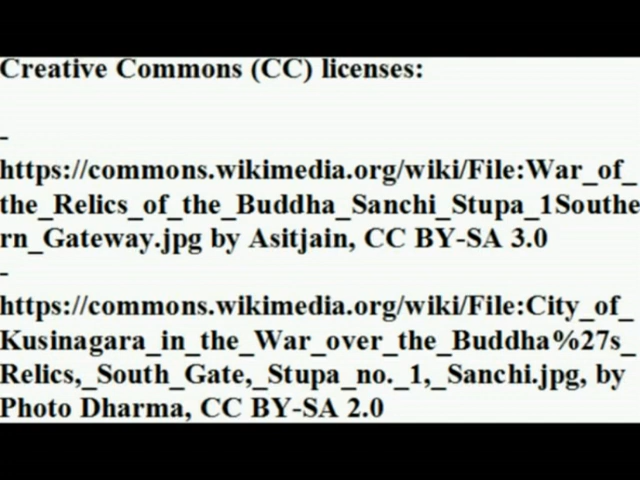 Creative Commons (CC) licenses:
-
https://commons.wikimedia.org/wiki/File:War_of_
the_Relics_of_the_Buddha_Sanchi_Stupa_1Southe
rn_Gateway.jpg by Asitjain, CC BY-SA 3.0
-
https://commons.wikimedia.org/wiki/File:City_of_
Kusinagara_in_the_War_over_the_Buddha%27s_
Relics,_South_Gate,_Stupa_no._1,_Sanchi.jpg, by
Photo Dharma, CC BY-SA 2.0